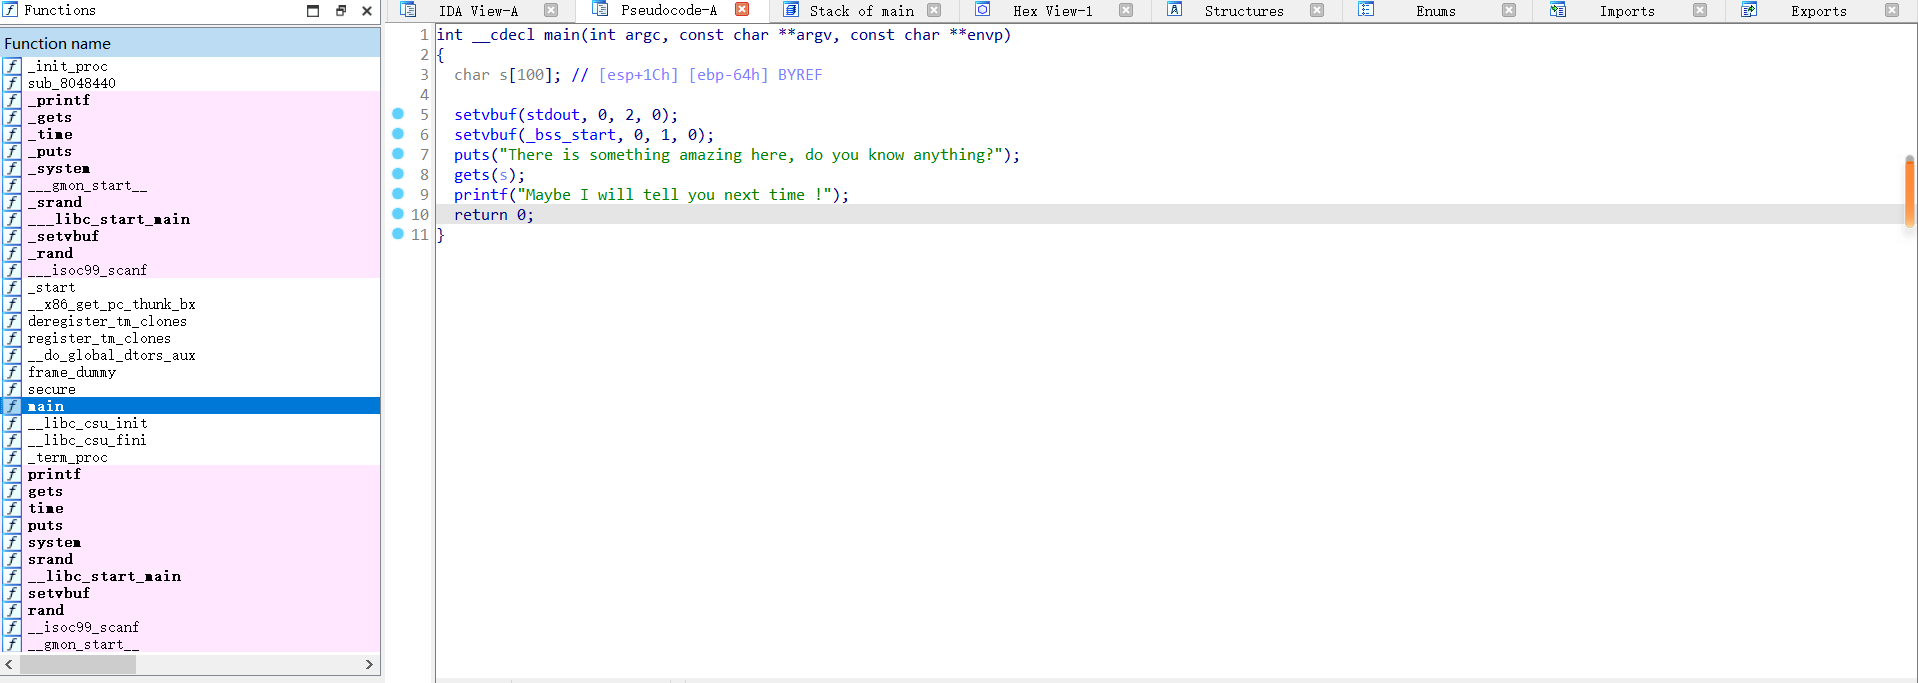 Functions
Function name
_init_proc
sub_8048440
_printf
_gets
_time
_puts
_system
___gmon_start__
_srand
___libc_start_main
_setvbuf
_rand
___isoc99_scanf
_start
__x86_get_pc_thunk_bx
deregister_tm_clones
register_tm_clones
__do_global_dtors_aux
frame_dummy
secure
main
__libc_csu_init
__libc_csu_fini
_term_proc
printf
gets
time
puts
system
srand
__libc_start_main
setvbuf
rand
__isoc99_scanf
__gmon_start__
IDA View-A Pseudocode-A Stack of main Hex View-1 Structures Enums Imports Exports
1 int __cdecl main(int argc, const char **argv, const char **envp)
2 {
3 char s[100]; // [esp+1Ch] [ebp-64h] BYREF
4
5 setvbuf(stdout, 0, 2, 0);
6 setvbuf(_bss_start, 0, 1, 0);
7 puts("There is something amazing here, do you know anything?");
8 gets(s);
9 printf("Maybe I will tell you next time !");
10 return 0;
11 }